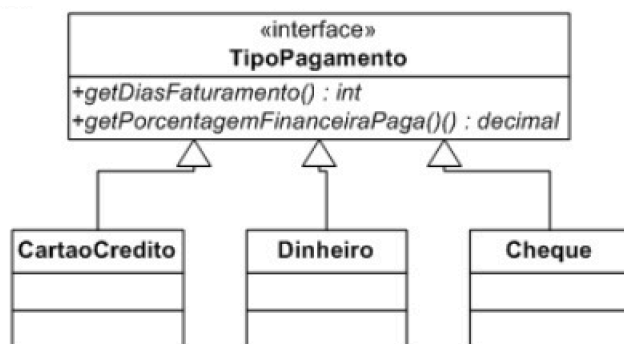 «interface»
TipoPagamento
+getDiasFaturamento() : int
+getPorcentagemFinanceiraPaga()() : decimal
CartaoCredito
Dinheiro
Cheque